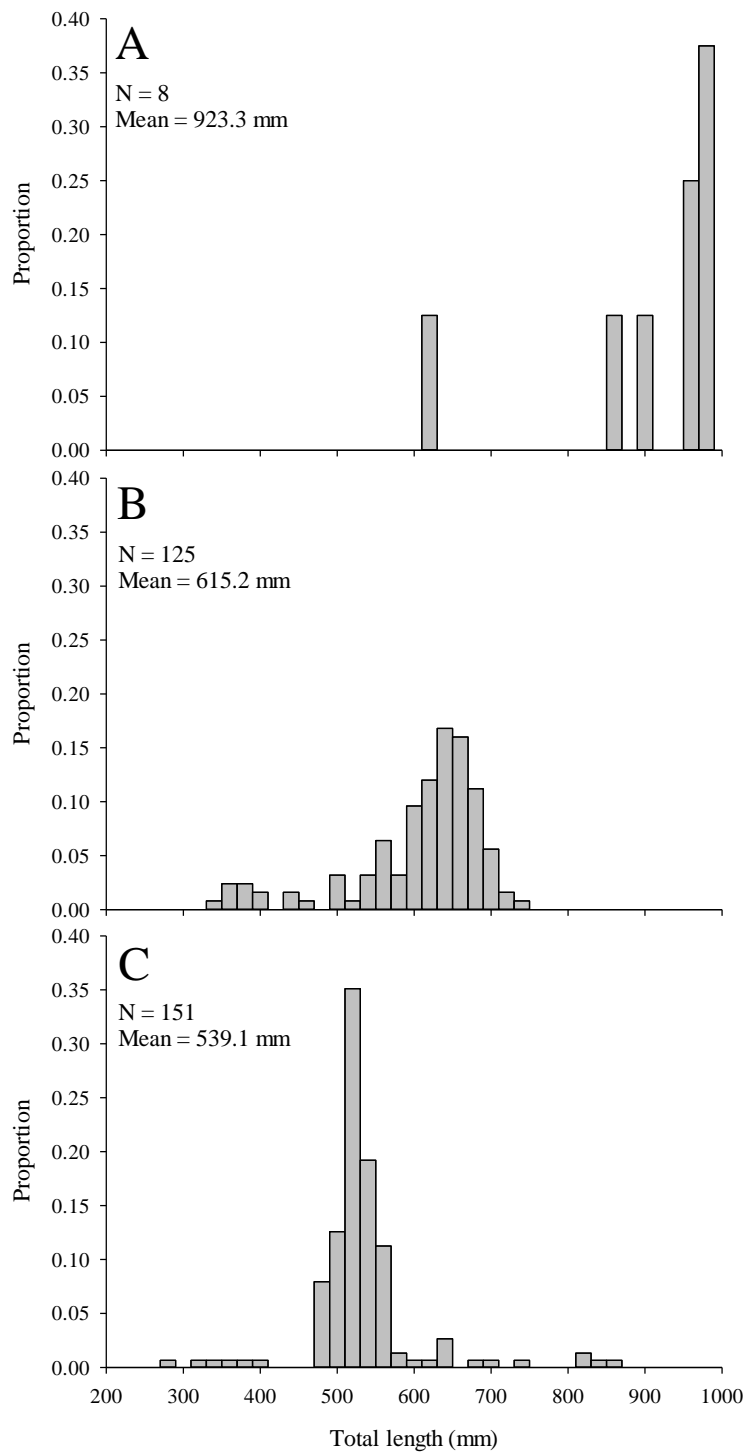 A
N = 8
Mean = 923.3 mm
Proportion
0.40
0.35
0.30
0.25
0.20
0.15
0.10
0.05
0.00
B
N = 125
Mean = 615.2 mm
Proportion
0.40
0.35
0.30
0.25
0.20
0.15
0.10
0.05
0.00
C
N = 151
Mean = 539.1 mm
Proportion
0.40
0.35
0.30
0.25
0.20
0.15
0.10
0.05
0.00
200 300 400 500 600 700 800 900 1000
Total length (mm)